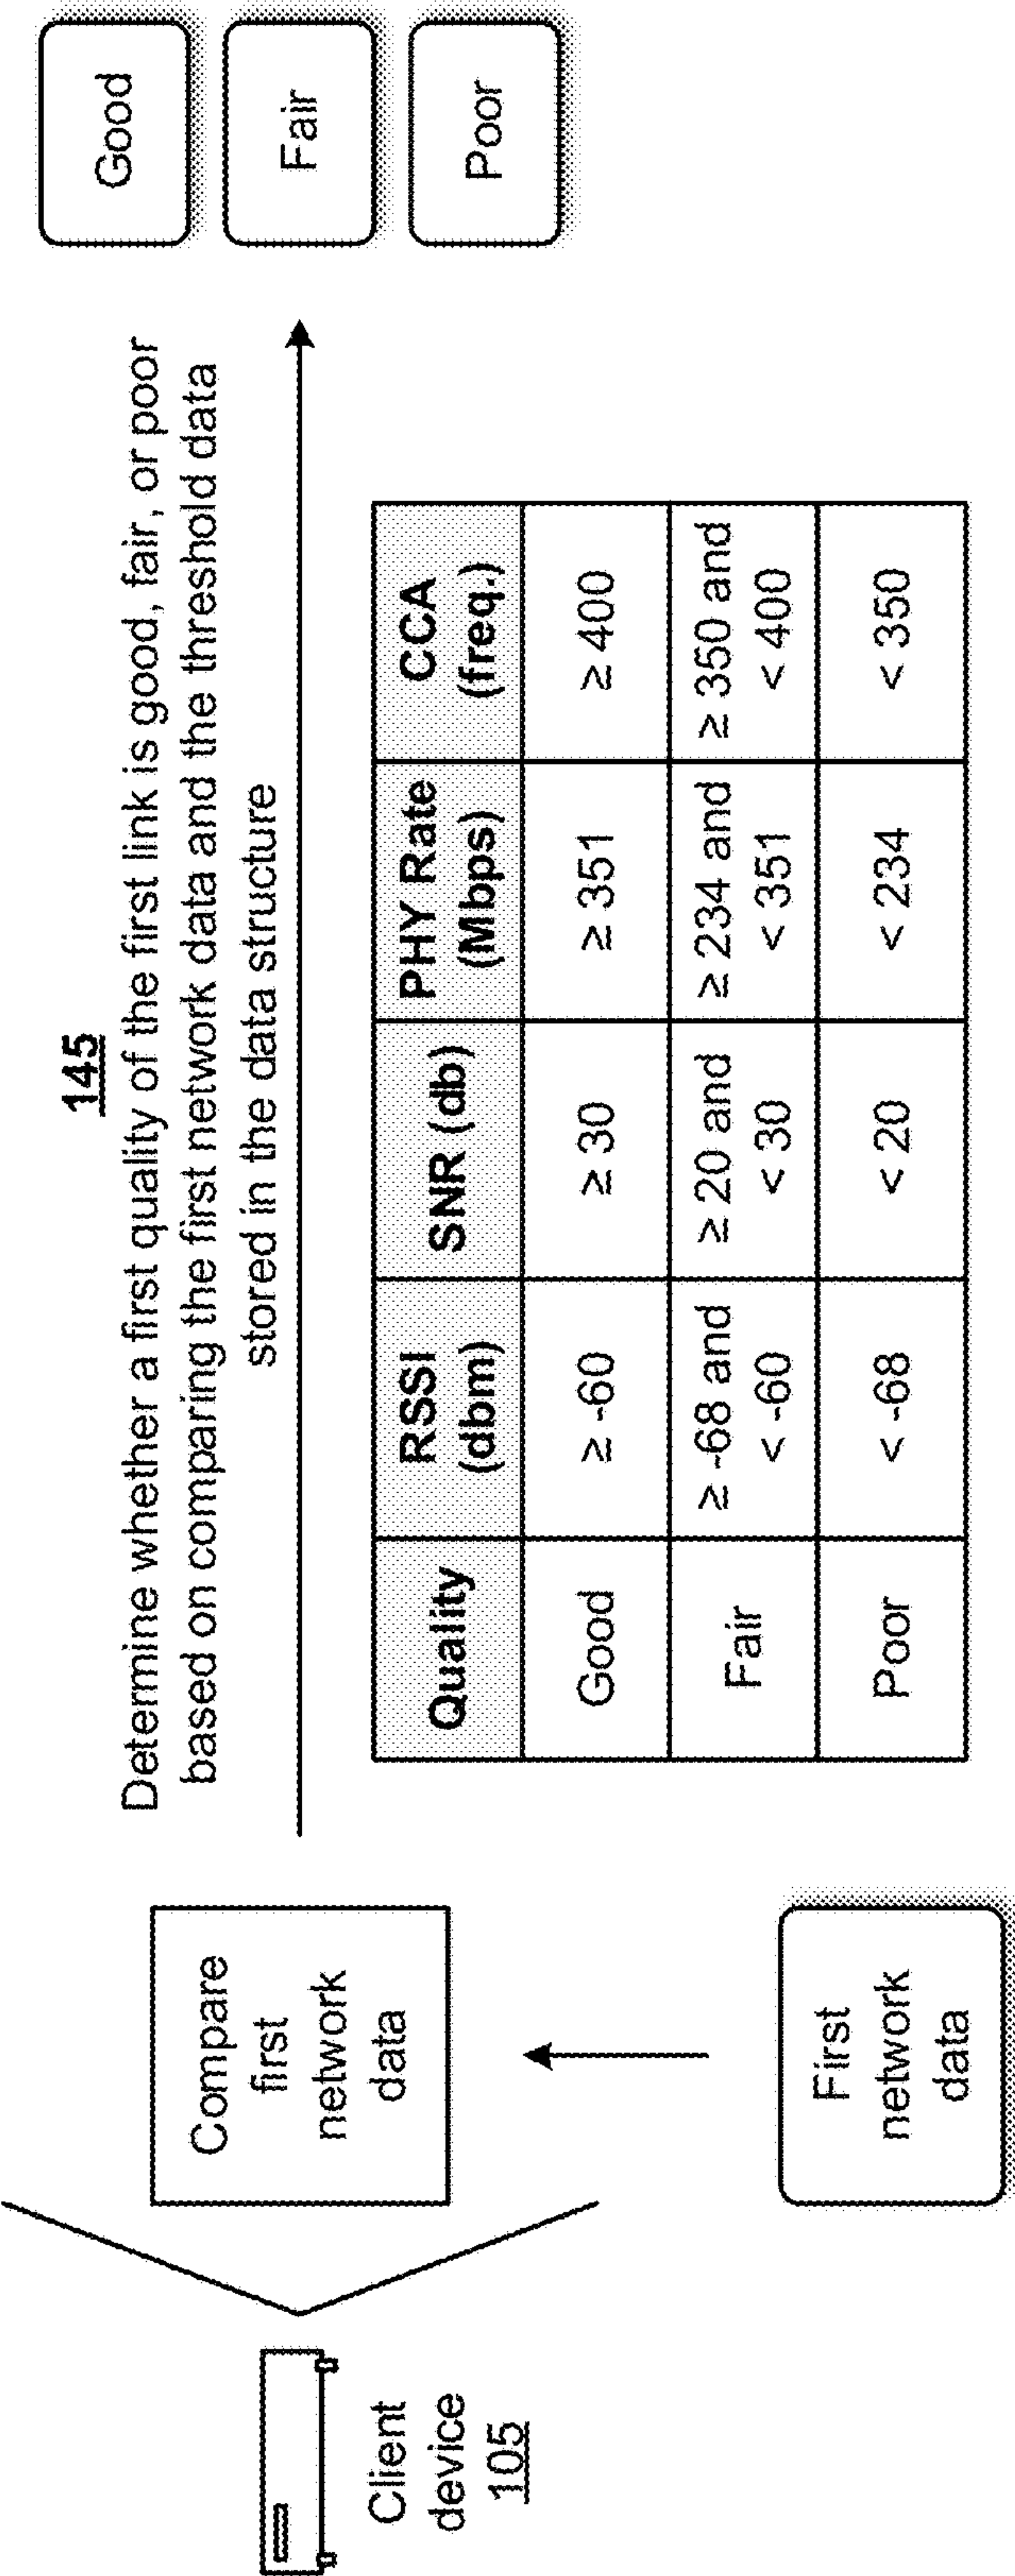 145
Determine whether a first quality of the first link is good, fair, or poor
based on comparing the first network data and the threshold data
stored in the data structure
Client
device
105
Compare
first
network
data
First
network
data
Quality RSSI (dbm) SNR (db) PHY Rate (Mbps) CCA (freq.)
Good ≥ -60 ≥ 30 ≥ 351 ≥ 400
Fair ≥ -68 and < -60 ≥ 20 and < 30 ≥ 234 and < 351 ≥ 350 and < 400
Poor < -68 < 20 < 234 < 350
Good
Fair
Poor